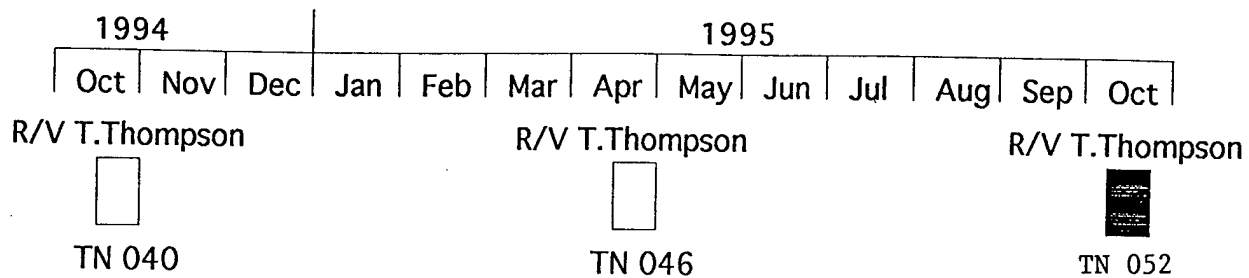 1994 1995
Oct Nov Dec Jan Feb Mar Apr May Jun Jul Aug Sep Oct
R/V T.Thompson R/V T.Thompson R/V T.Thompson
TN 040 TN 046 TN 052